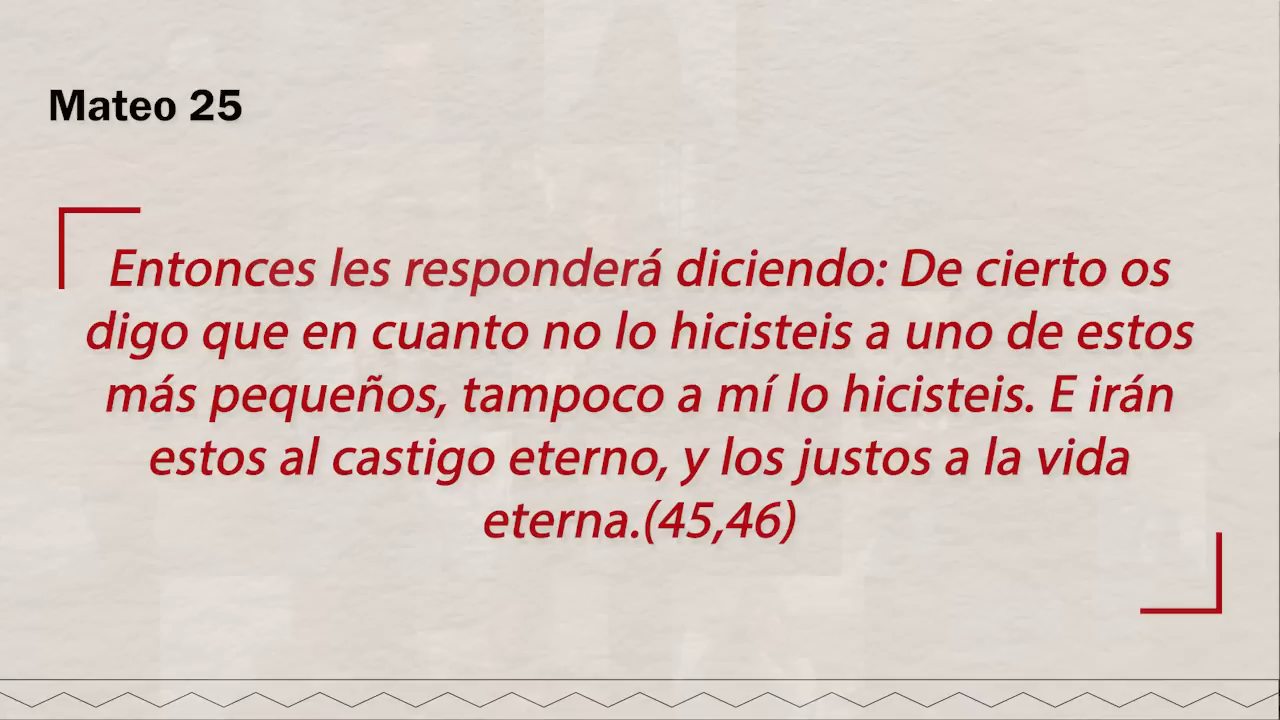 Mateo 25
Entonces les responderá diciendo: De cierto os
digo que en cuanto no lo hicisteis a uno de estos
más pequeños, tampoco a mí lo hicisteis. E irán
estos al castigo eterno, y los justos a la vida
eterna.(45,46)